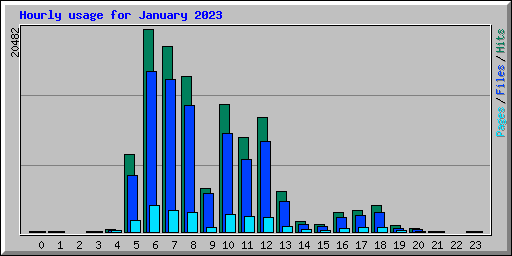 Hourly usage for January 2023
20482
Pages/Files/Hits
0 1 2 3 4 5 6 7 8 9 10 11 12 13 14 15 16 17 18 19 20 21 22 23